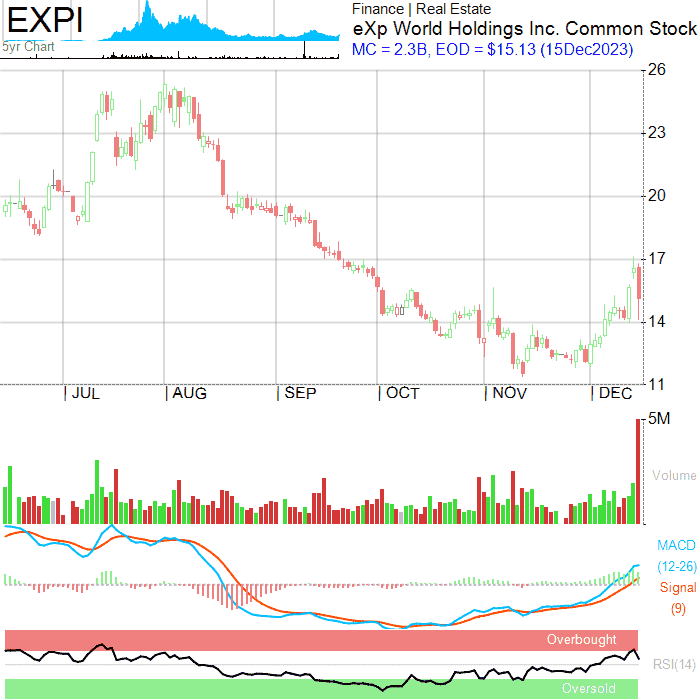 EXPI
5yr Chart
Finance | Real Estate
eXp World Holdings Inc. Common Stock
MC = 2.3B, EOD = $15.13 (15Dec2023)
26
23
20
17
14
11
JUL
AUG
SEP
OCT
NOV
DEC
5M
Volume
MACD
(12-26)
Signal
(9)
Overbought
RSI(14)
Oversold